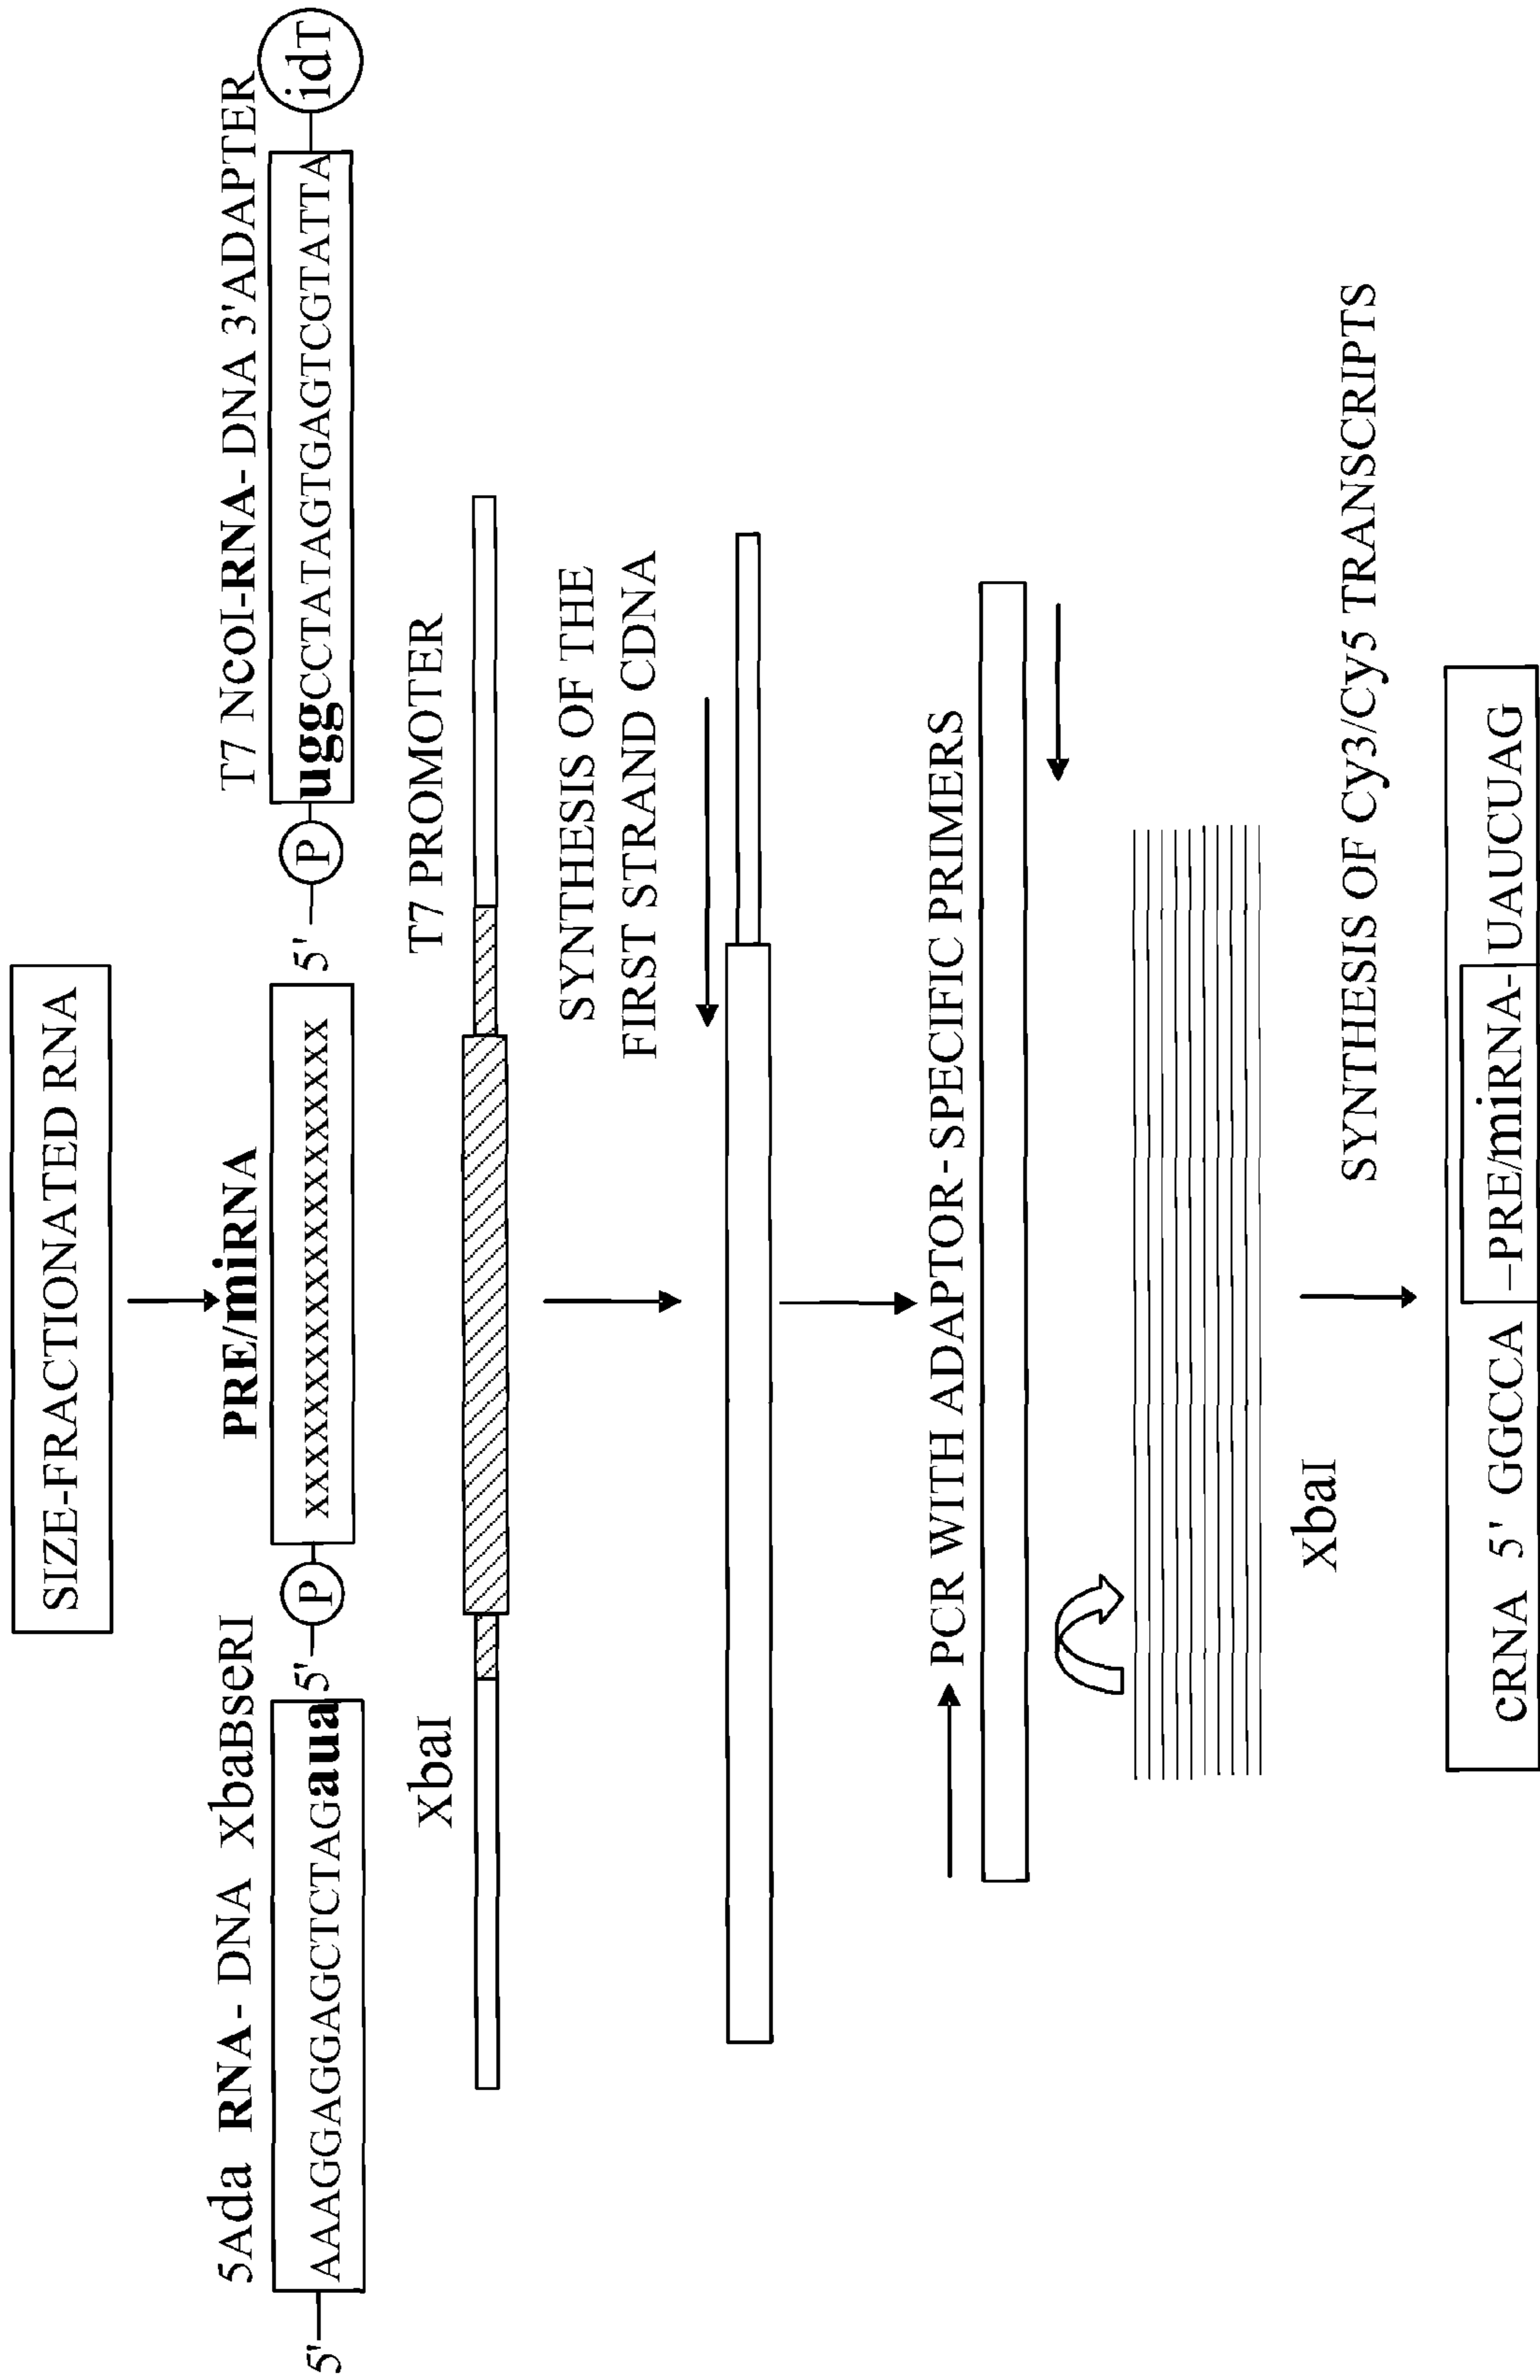 SIZE-FRACTIONATED RNA
5Ada RNA- DNA XbaBseRI
PRE/miRNA
T7 NcoI-RNA- DNA 3'ADAPTER
5' AAAGGAGGAGCTCTAGaua 5' P XXXXXXXXXXXXXXXXXXXXX 5' P uggCCTATAGTGAGTCGTATTA idT
XbaI
T7 PROMOTER
SYNTHESIS OF THE
FIRST STRAND CDNA
PCR WITH ADAPTOR-SPECIFIC PRIMERS
XbaI
SYNTHESIS OF Cy3/Cy5 TRANSCRIPTS
cRNA 5' GGCCA –PRE/miRNA- UAUCUAG